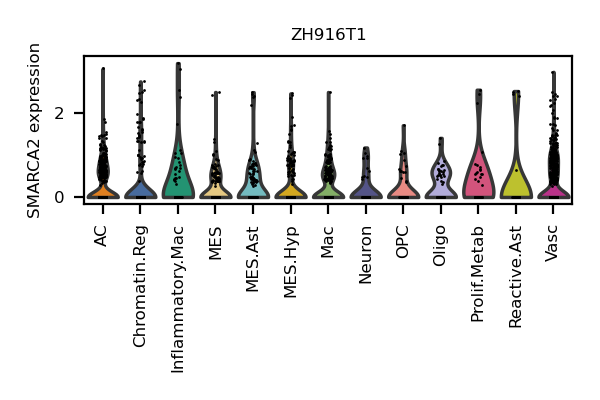 ZH916T1
SMARCA2 expression
2
0
AC
Chromatin.Reg
Inflammatory.Mac
MES
MES.Ast
MES.Hyp
Mac
Neuron
OPC
Oligo
Prolif.Metab
Reactive.Ast
Vasc